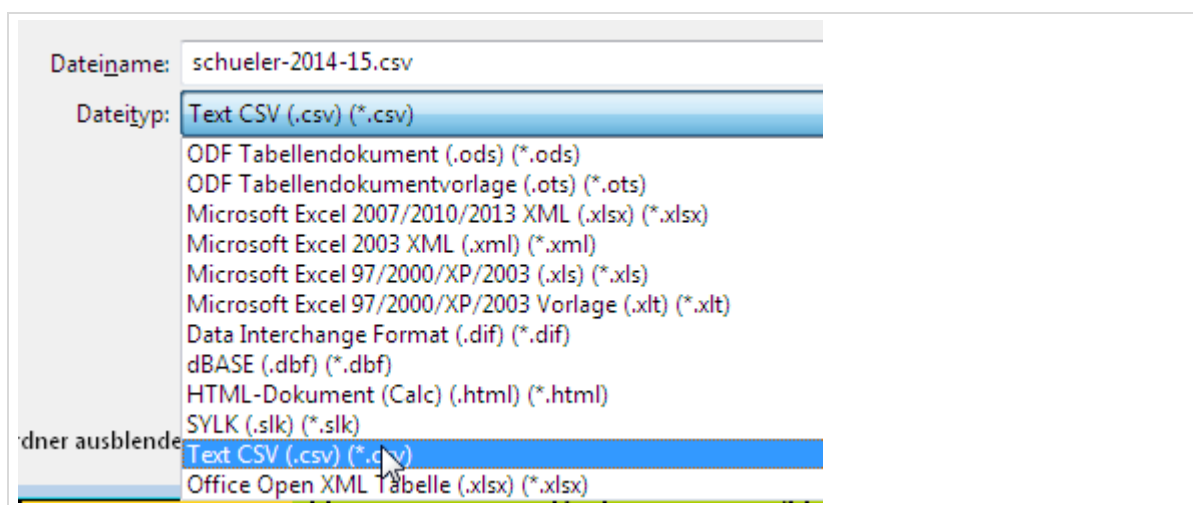 Dateiname: schueler-2014-15.csv
Dateityp: Text CSV (.csv) (*.csv)
ODF Tabellendokument (.ods) (*.ods)
ODF Tabellendokumentvorlage (.ots) (*.ots)
Microsoft Excel 2007/2010/2013 XML (.xlsx) (*.xlsx)
Microsoft Excel 2003 XML (.xml) (*.xml)
Microsoft Excel 97/2000/XP/2003 (.xls) (*.xls)
Microsoft Excel 97/2000/XP/2003 Vorlage (.xlt) (*.xlt)
Data Interchange Format (.dif) (*.dif)
dBASE (.dbf) (*.dbf)
HTML-Dokument (Calc) (.html) (*.html)
SYLK (.slk) (*.slk)
rdner ausblende
Text CSV (.csv) (*.csv)
Office Open XML Tabelle (.xlsx) (*.xlsx)